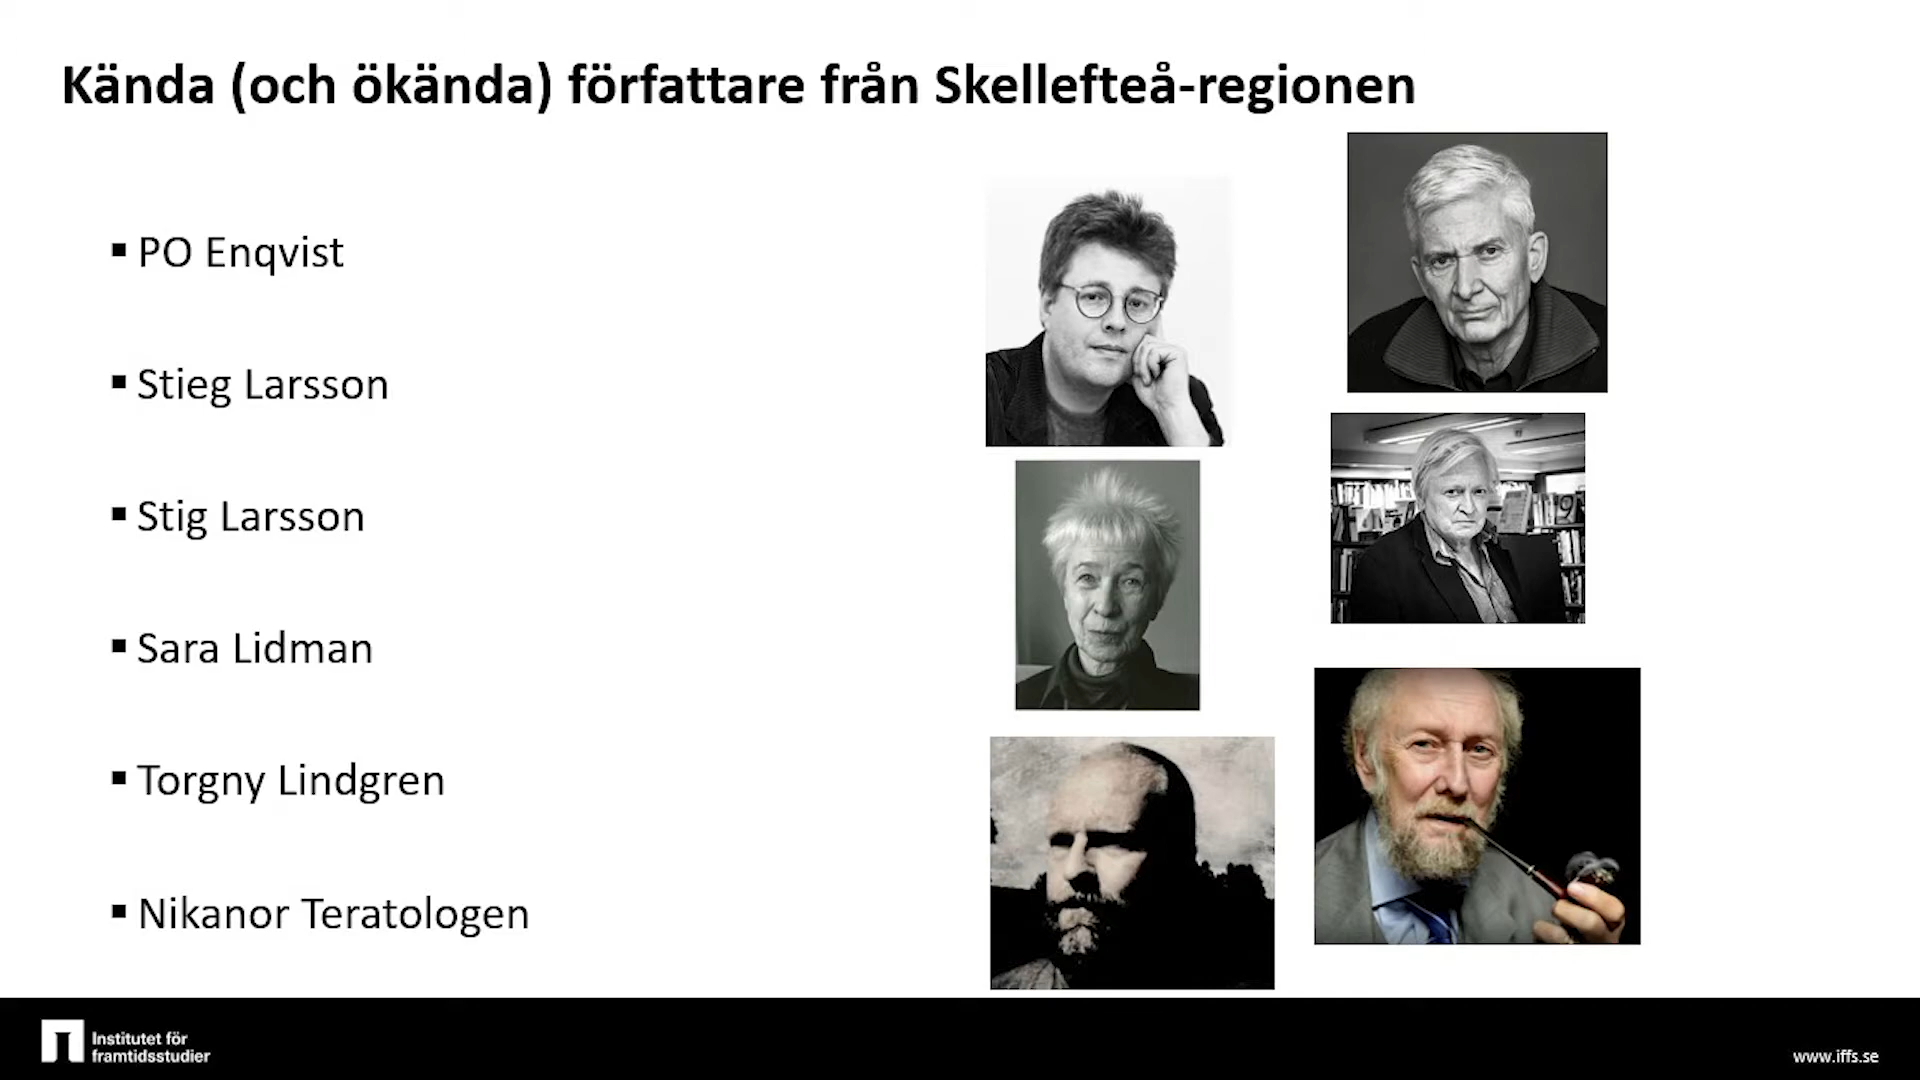 Kända (och ökända) författare från Skellefteå-regionen
▪ PO Enqvist
▪ Stieg Larsson
▪ Stig Larsson
▪ Sara Lidman
▪ Torgny Lindgren
▪ Nikanor Teratologen
Institutet för
framtidsstudier
www.iffs.se